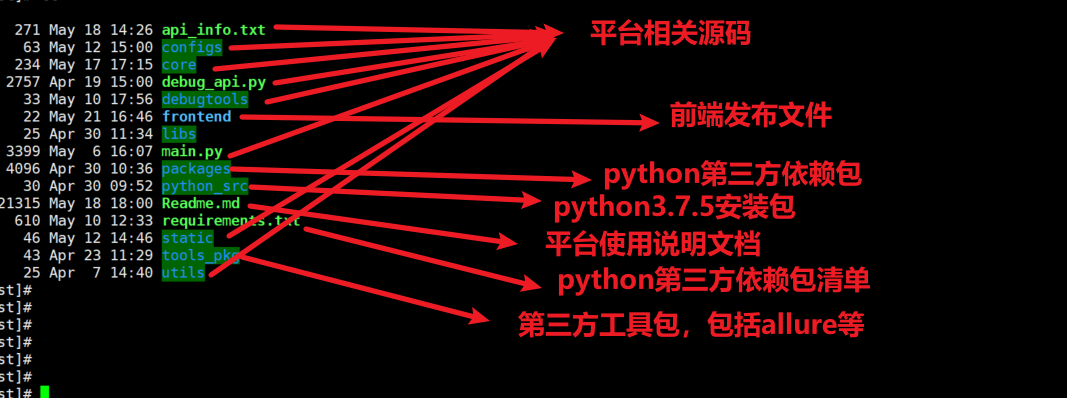 271 May 18 14:26 api_info.txt
平台相关源码
63 May 12 15:00 configs
234 May 17 17:15 core
2757 Apr 19 15:00 debug_api.py
33 May 10 17:56 debugtools
22 May 21 16:46 frontend
前端发布文件
25 Apr 30 11:34 libs
3399 May 6 16:07 main.py
4096 Apr 30 10:36 packages
python第三方依赖包
30 Apr 30 09:52 python_src
python3.7.5安装包
21315 May 18 18:00 Readme.md
610 May 10 12:33 requirements.txt
46 May 12 14:46 static
平台使用说明文档
43 Apr 23 11:29 tools_pkg
25 Apr 7 14:40 utils
python第三方依赖包清单
st]#
st]#
第三方工具包，包括allure等
st]#
st]#
st]#
st]#
st]#